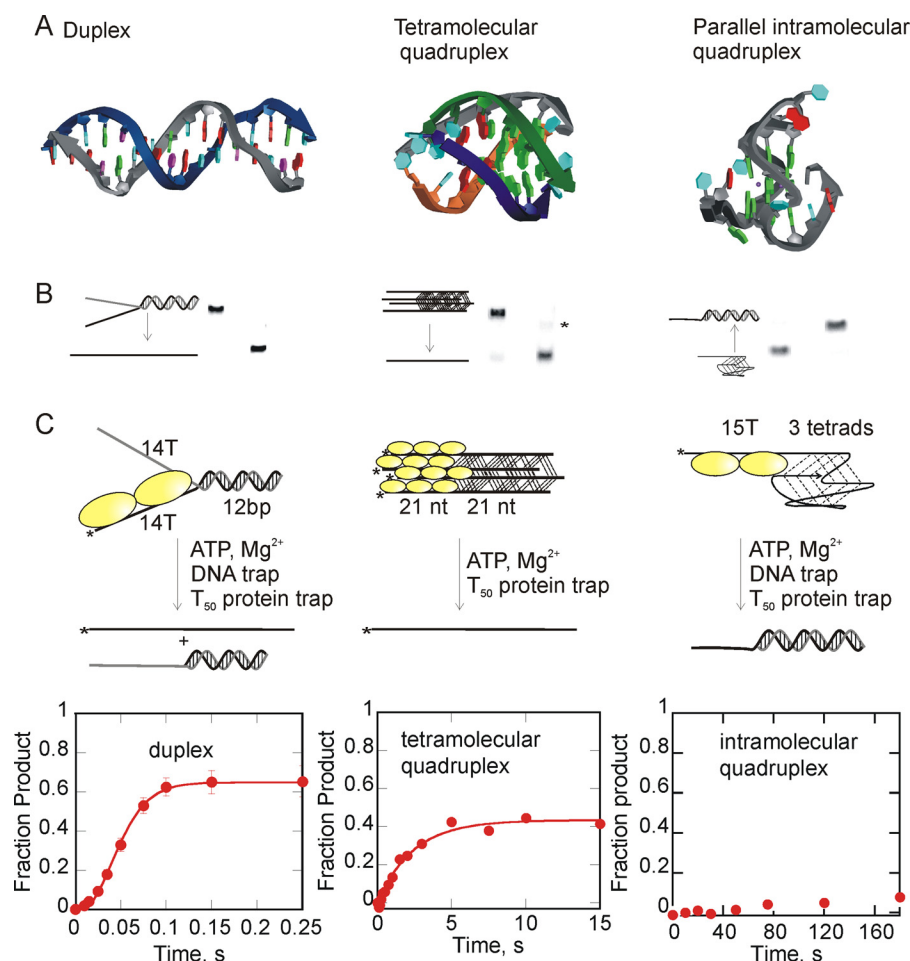 A Duplex
Tetramolecular
quadruplex
Parallel intramolecular
quadruplex
B
*
C
14T
14T
12bp
*
ATP, Mg²⁺
DNA trap
T₅₀ protein trap
*
+
*
*
*
*
21 nt 21 nt
ATP, Mg²⁺
T₅₀ protein trap
*
15T 3 tetrads
*
ATP, Mg²⁺
DNA trap
T₅₀ protein trap
Fraction Product
1
0.8
0.6
0.4
0.2
0
duplex
0 0.05 0.1 0.15 0.2 0.25
Time, s
Fraction Product
1
0.8
0.6
0.4
0.2
0
tetramolecular
quadruplex
0 5 10 15
Time, s
Fraction product
1
0.8
0.6
0.4
0.2
0
intramolecular
quadruplex
0 40 80 120 160
Time, s